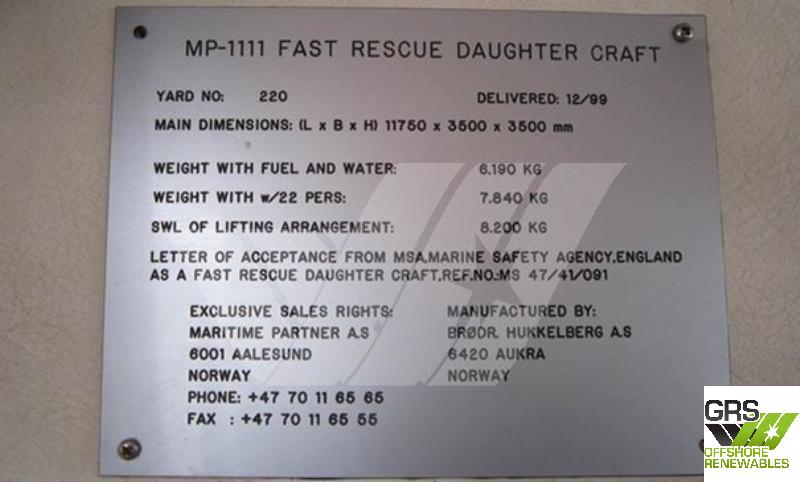 MP-1111 FAST RESCUE DAUGHTER CRAFT
YARD NO: 220 DELIVERED: 12/99
MAIN DIMENSIONS: (L x B x H) 11750 x 3500 x 3500 mm
WEIGHT WITH FUEL AND WATER: 6.190 KG
WEIGHT WITH w/22 PERS: 7.840 KG
SWL OF LIFTING ARRANGEMENT: 8.200 KG
LETTER OF ACCEPTANCE FROM MSA.MARINE SAFETY AGENCY.ENGLAND
AS A FAST RESCUE DAUGHTER CRAFT.REF.NO.:MS 47/41/091
EXCLUSIVE SALES RIGHTS: MANUFACTURED BY:
MARITIME PARTNER A.S BRØDR. HUKKELBERG A.S
6001 AALESUND 6420 AUKRA
NORWAY NORWAY
PHONE: +47 70 11 65 65
FAX : +47 70 11 65 55
GRS
OFFSHORE
RENEWABLES